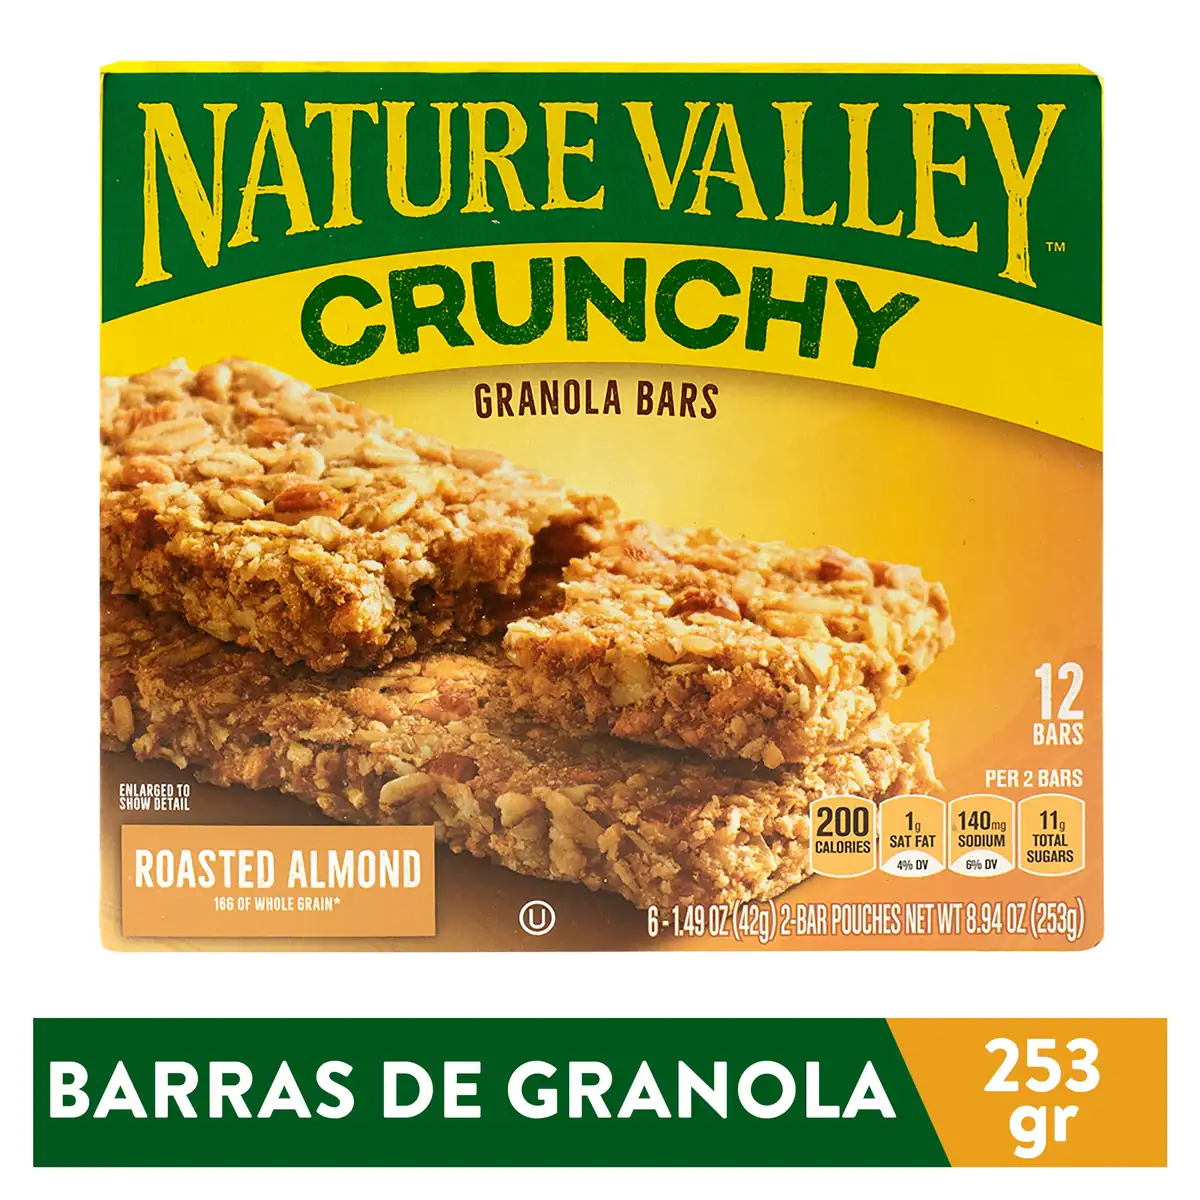 NATURE VALLEY™
CRUNCHY
GRANOLA BARS
12
BARS
PER 2 BARS
200
CALORIES
1g
SAT FAT
4% DV
140mg
SODIUM
6% DV
11g
TOTAL
SUGARS
ENLARGED TO
SHOW DETAIL
ROASTED ALMOND
16G OF WHOLE GRAIN*
U
6-1.49 OZ (42g) 2-BAR POUCHES NET WT 8.94 OZ (253g)
BARRAS DE GRANOLA
253
gr